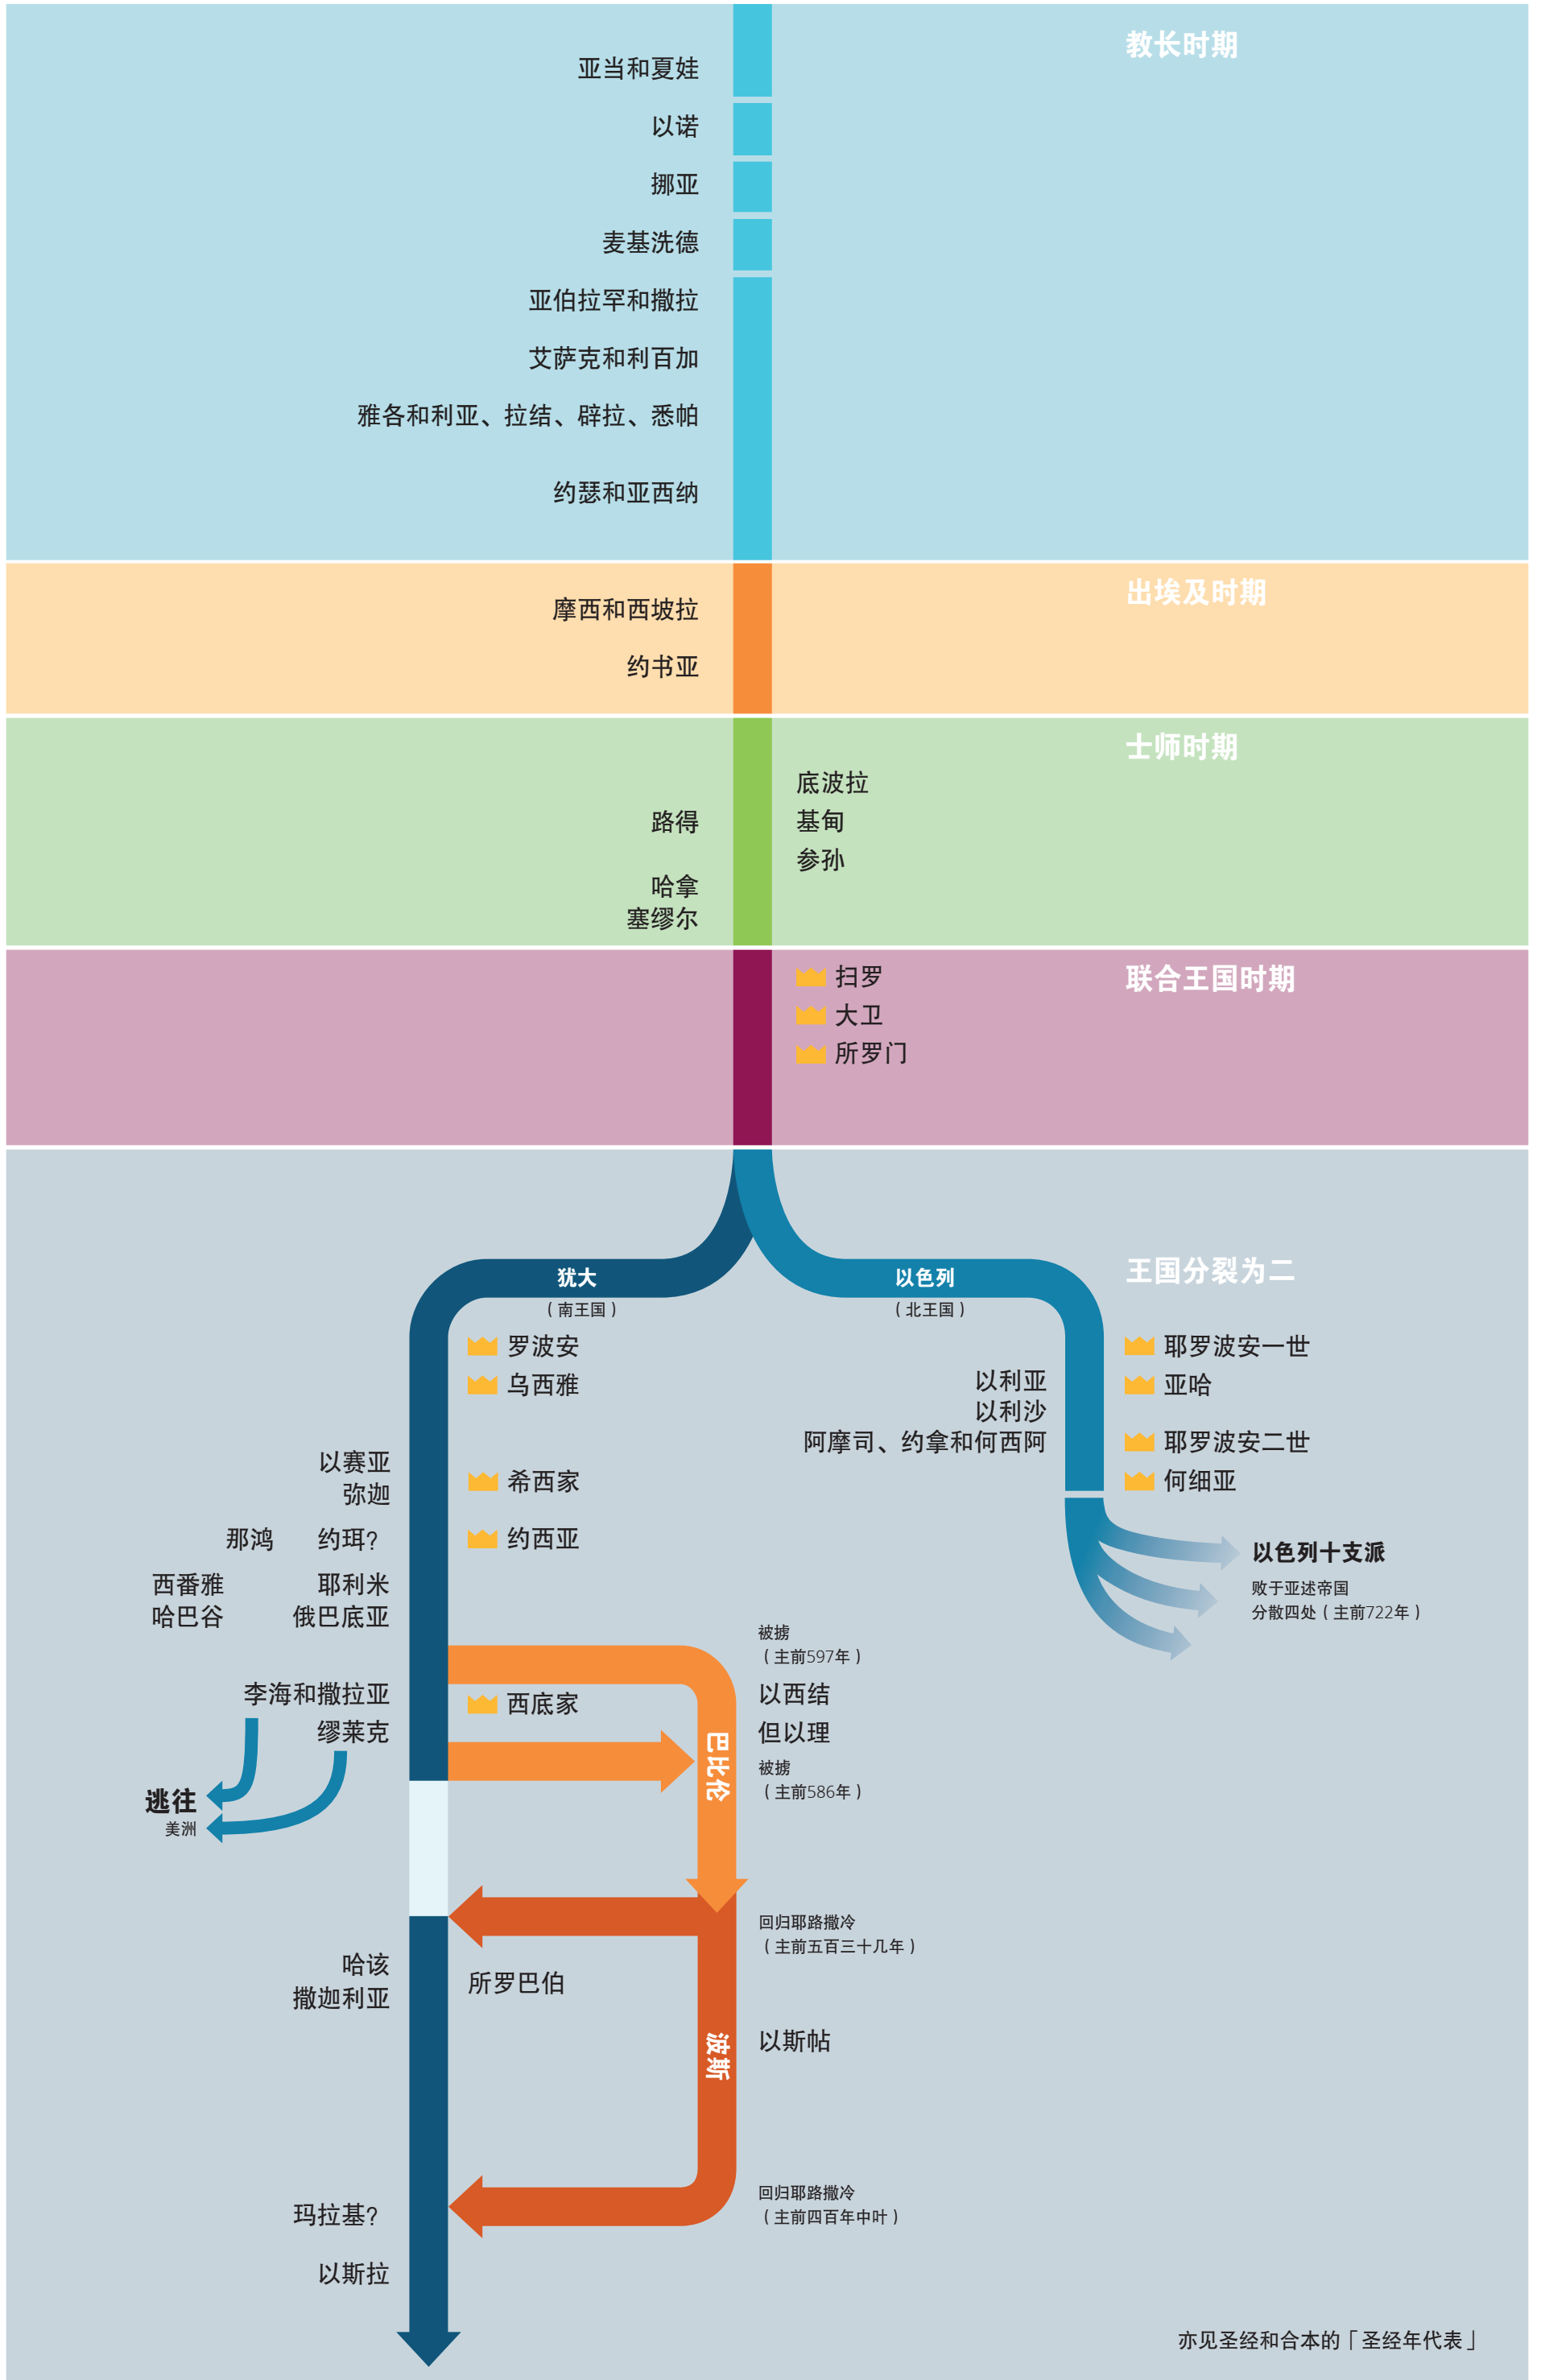 教长时期
亚当和夏娃
以诺
挪亚
麦基洗德
亚伯拉罕和撒拉
艾萨克和利百加
雅各和利亚、拉结、辟拉、悉帕
约瑟和亚西纳
出埃及时期
摩西和西坡拉
约书亚
士师时期
底波拉
路得
基甸
参孙
哈拿
塞缪尔
联合王国时期
扫罗
大卫
所罗门
王国分裂为二
犹大
（南王国）
以色列
（北王国）
罗波安
乌西雅
以赛亚
弥迦
希西家
那鸿
约珥？
约西亚
西番雅
哈巴谷
耶利米
俄巴底亚
以利亚
以利沙
阿摩司、约拿和何西阿
耶罗波安一世
亚哈
耶罗波安二世
何细亚
以色列十支派
败于亚述帝国
分散四处（主前722年）
被掳
（主前597年）
李海和撒拉亚
缪莱克
西底家
以西结
但以理
巴比伦
被掳
（主前586年）
逃往
美洲
回归耶路撒冷
（主前五百三十几年）
哈该
撒迦利亚
所罗巴伯
波斯
以斯帖
回归耶路撒冷
（主前四百年中叶）
玛拉基？
以斯拉
亦见圣经和合本的「圣经年代表」